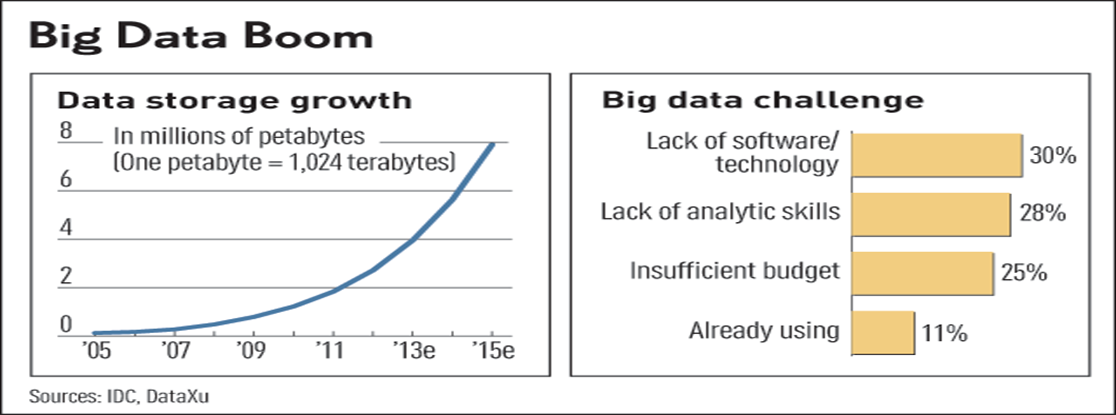 Big Data Boom
Data storage growth
In millions of petabytes
(One petabyte = 1,024 terabytes)
8
6
4
2
0
'05 '07 '09 '11 '13e '15e
Big data challenge
Lack of software/
technology
30%
Lack of analytic skills 28%
Insufficient budget 25%
Already using 11%
Sources: IDC, DataXu